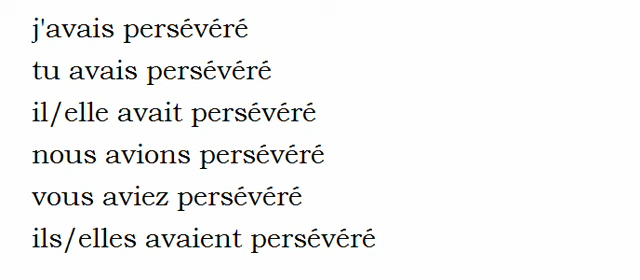 j'avais persévéré
tu avais persévéré
il/elle avait persévéré
nous avions persévéré
vous aviez persévéré
ils/elles avaient persévéré